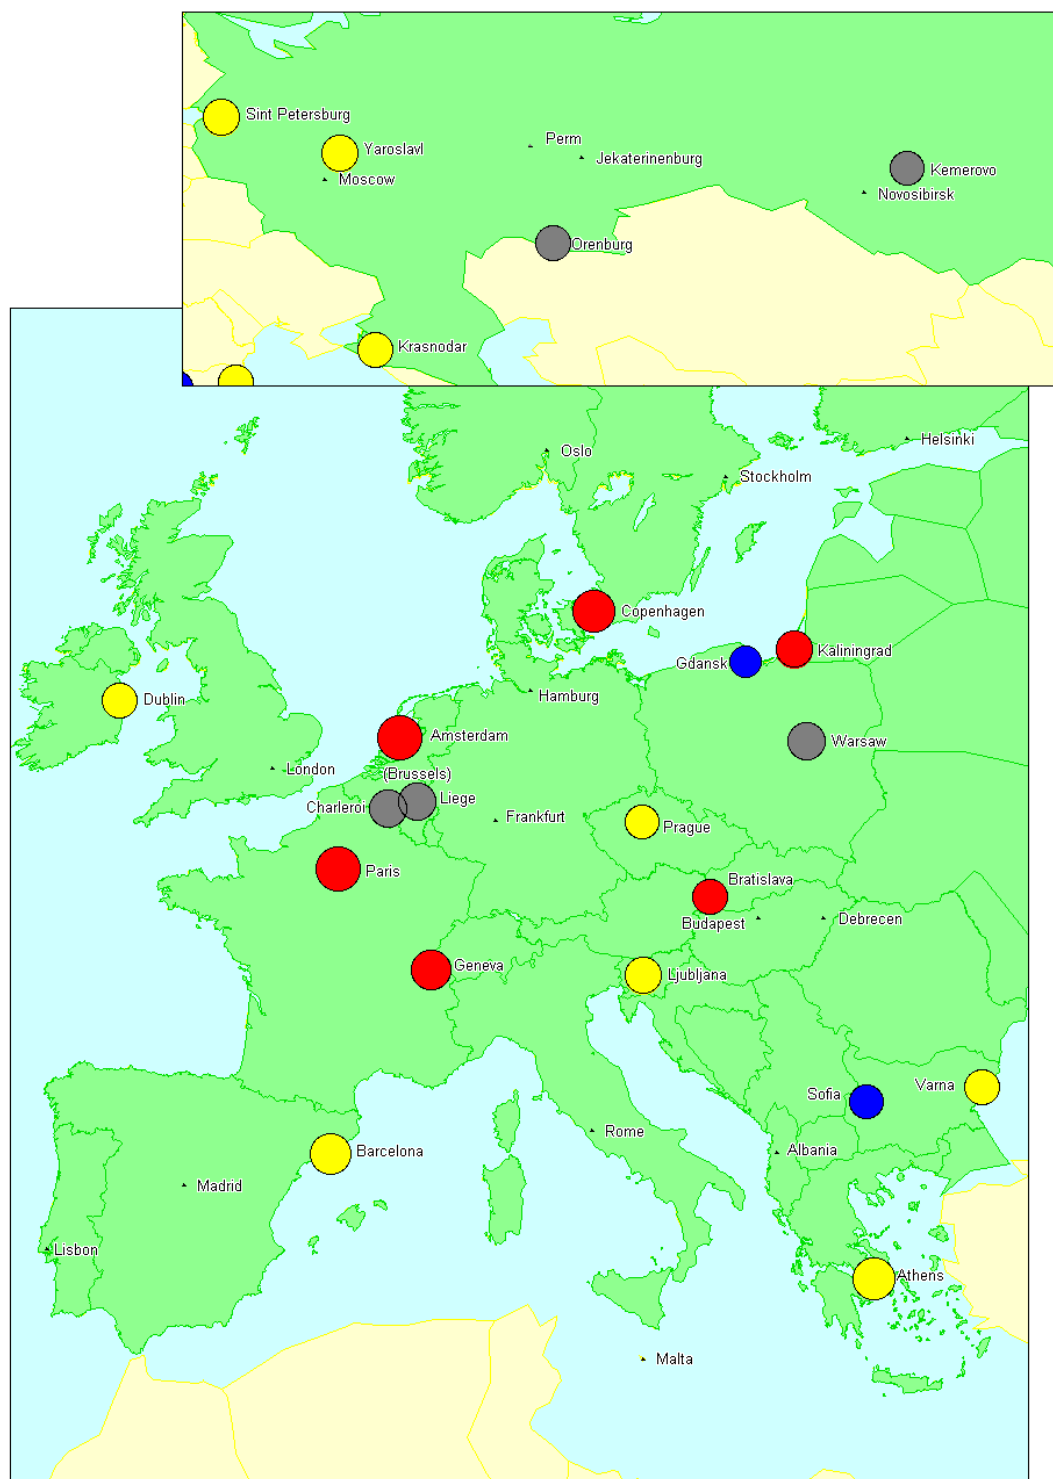 Sint Petersburg
Perm
Yaroslavl
Jekaterinenburg
Moscow
Kemerovo
Novosibirsk
Orenburg
Krasnodar
Helsinki
Oslo
Stockholm
Copenhagen
Kaliningrad
Gdansk
Hamburg
Dublin
Amsterdam
Warsaw
London
(Brussels)
Liege
Charleroi
Frankfurt
Prague
Paris
Bratislava
Budapest
Debrecen
Geneva
Ljubljana
Varna
Sofia
Rome
Barcelona
Albania
Madrid
Lisbon
Athens
Malta